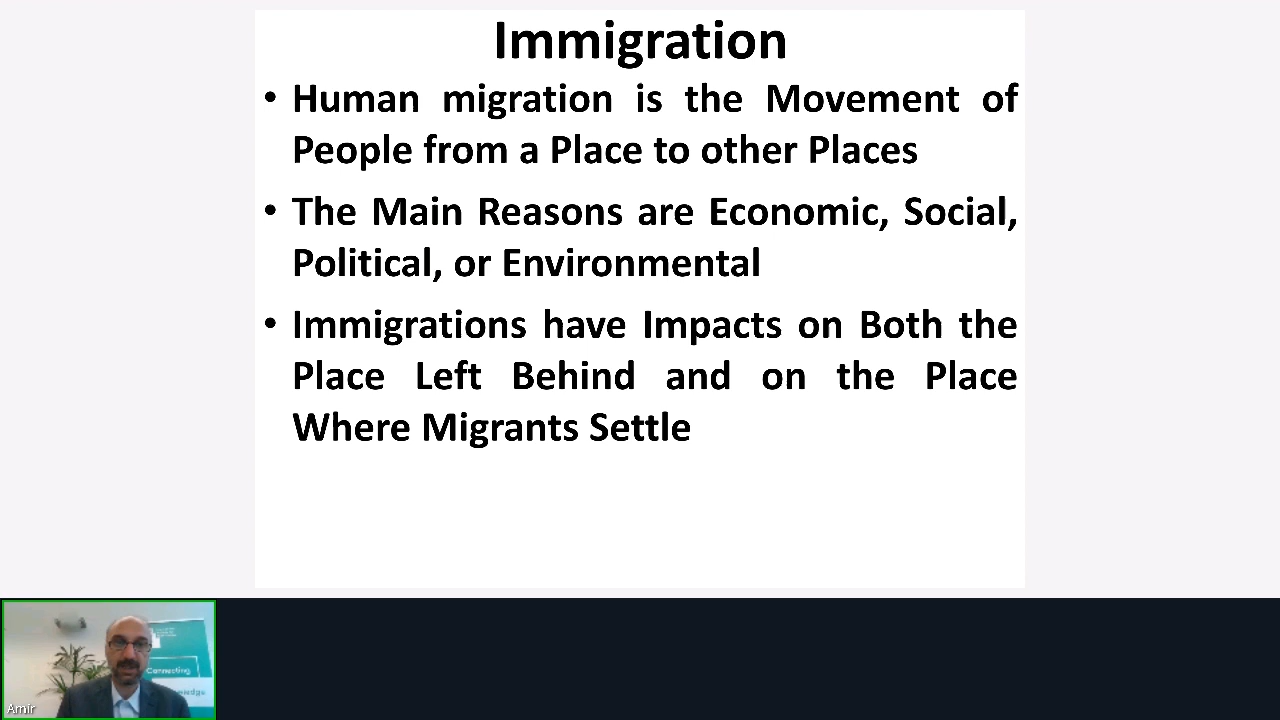 Immigration
• Human migration is the Movement of
People from a Place to other Places
• The Main Reasons are Economic, Social,
Political, or Environmental
• Immigrations have Impacts on Both the
Place Left Behind and on the Place
Where Migrants Settle
Connecting
Amir